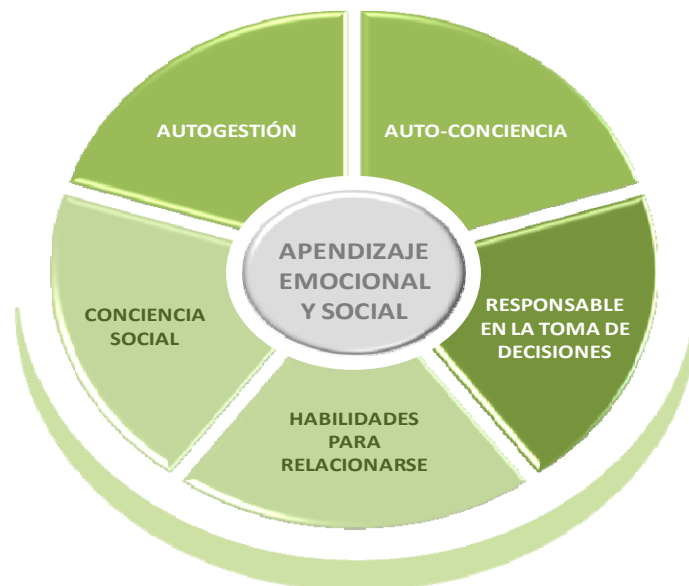 AUTOGESTIÓN
AUTO-CONCIENCIA
APENDIZAJE
EMOCIONAL
Y SOCIAL
CONCIENCIA
SOCIAL
RESPONSABLE
EN LA TOMA DE
DECISIONES
HABILIDADES
PARA
RELACIONARSE